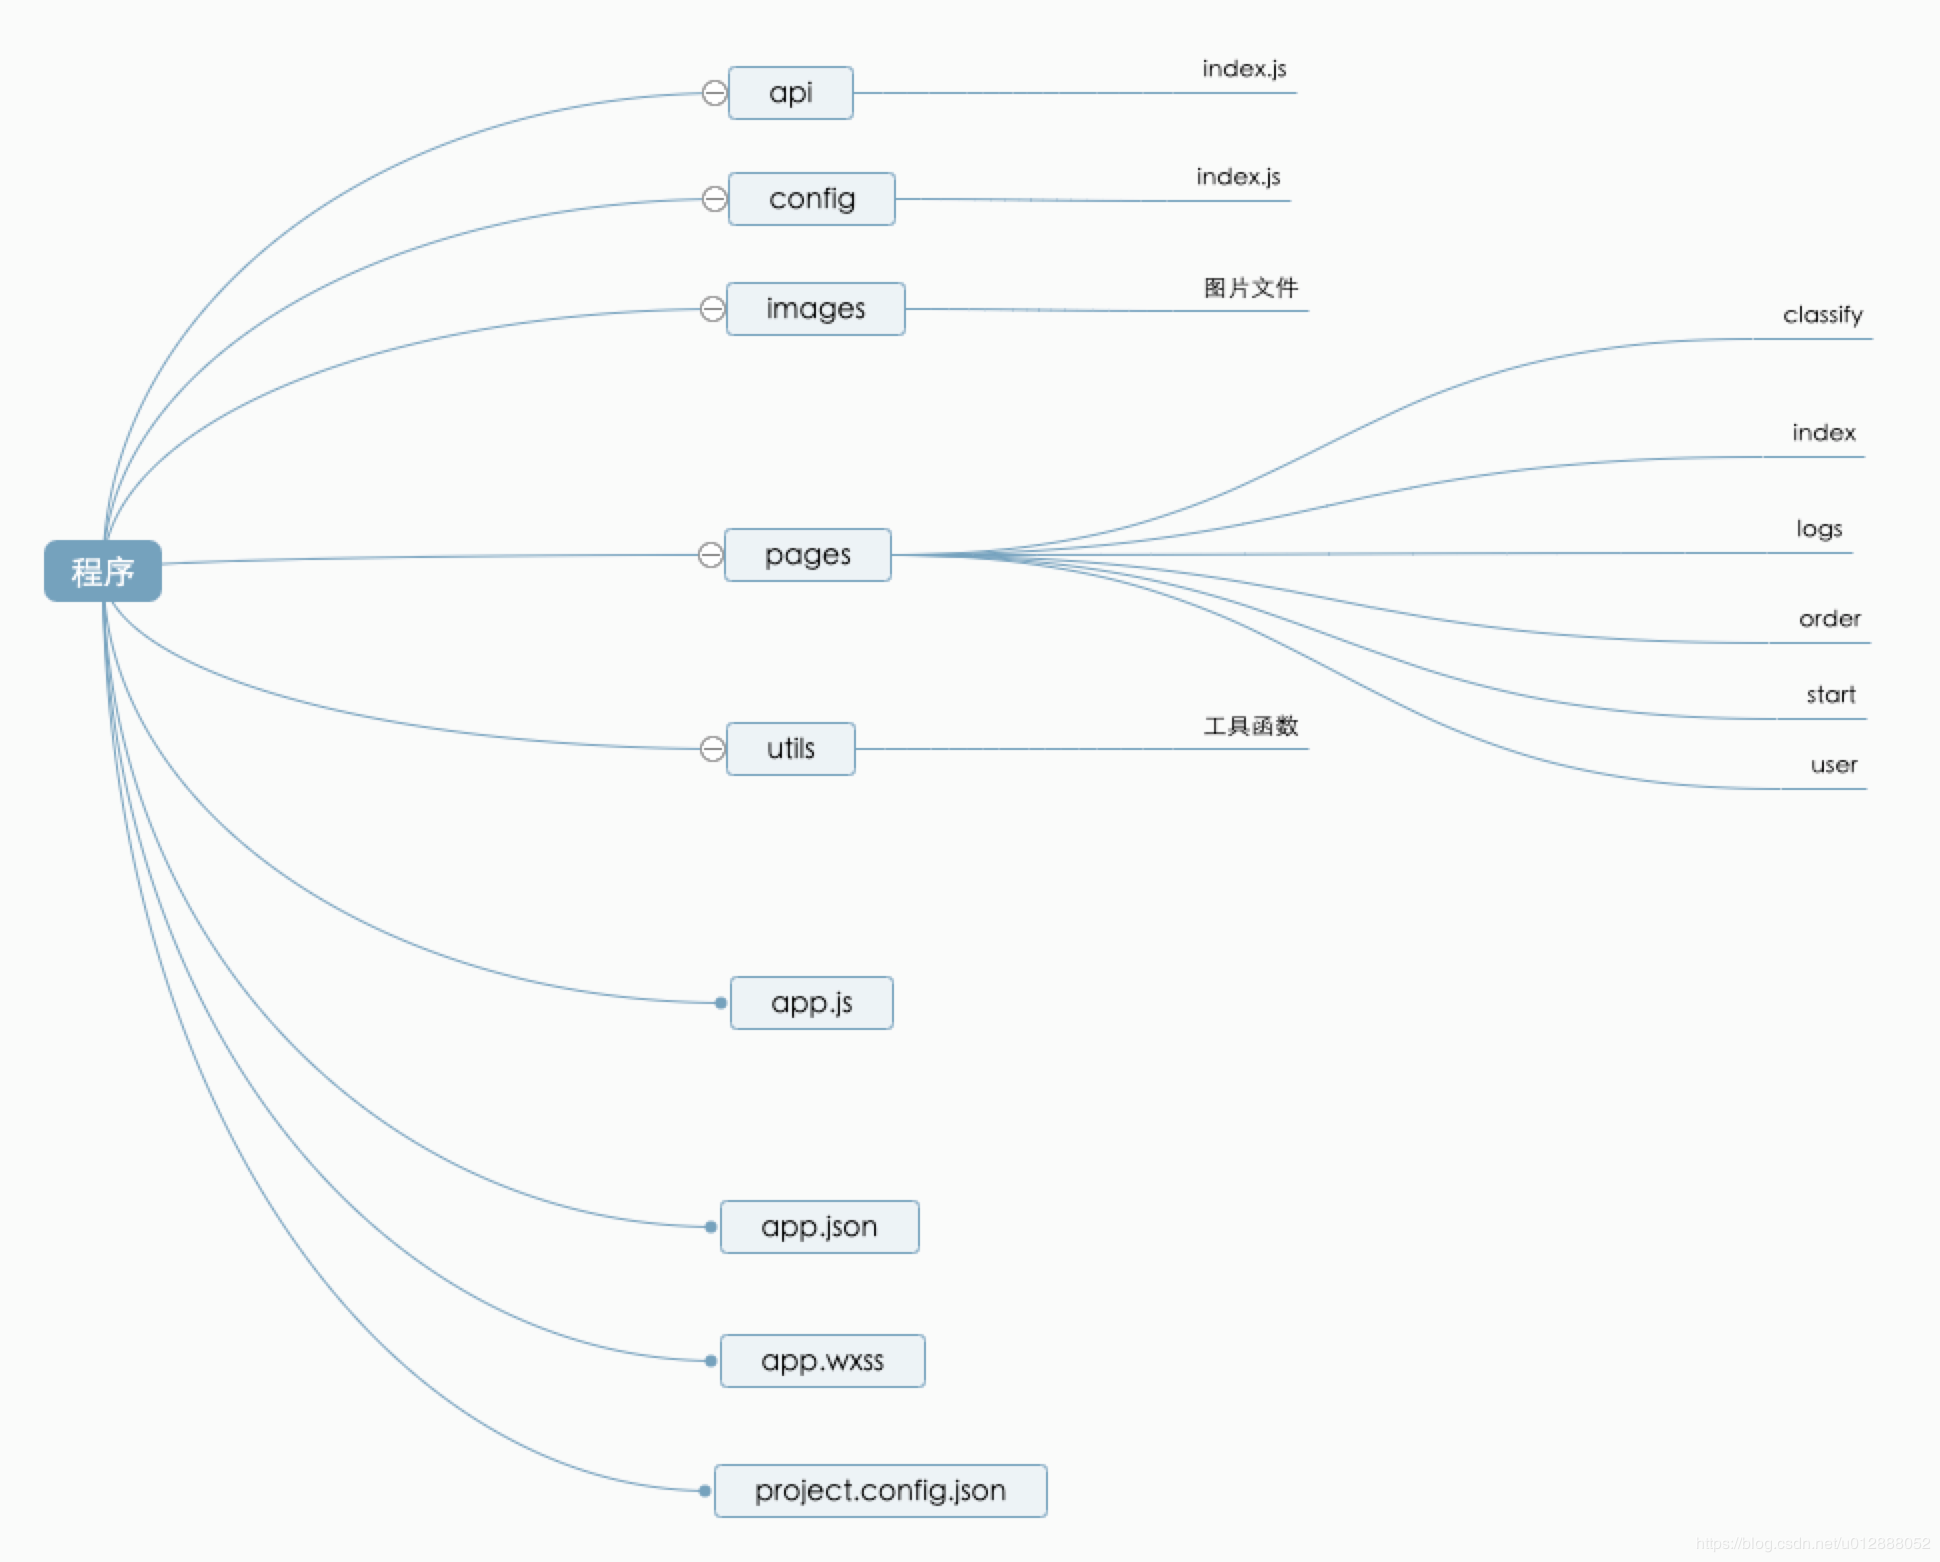 程序
api
index.js
config
index.js
images
图片文件
pages
classify
index
logs
order
start
user
utils
工具函数
app.js
app.json
app.wxss
project.config.json
https://blog.csdn.net/u012888052